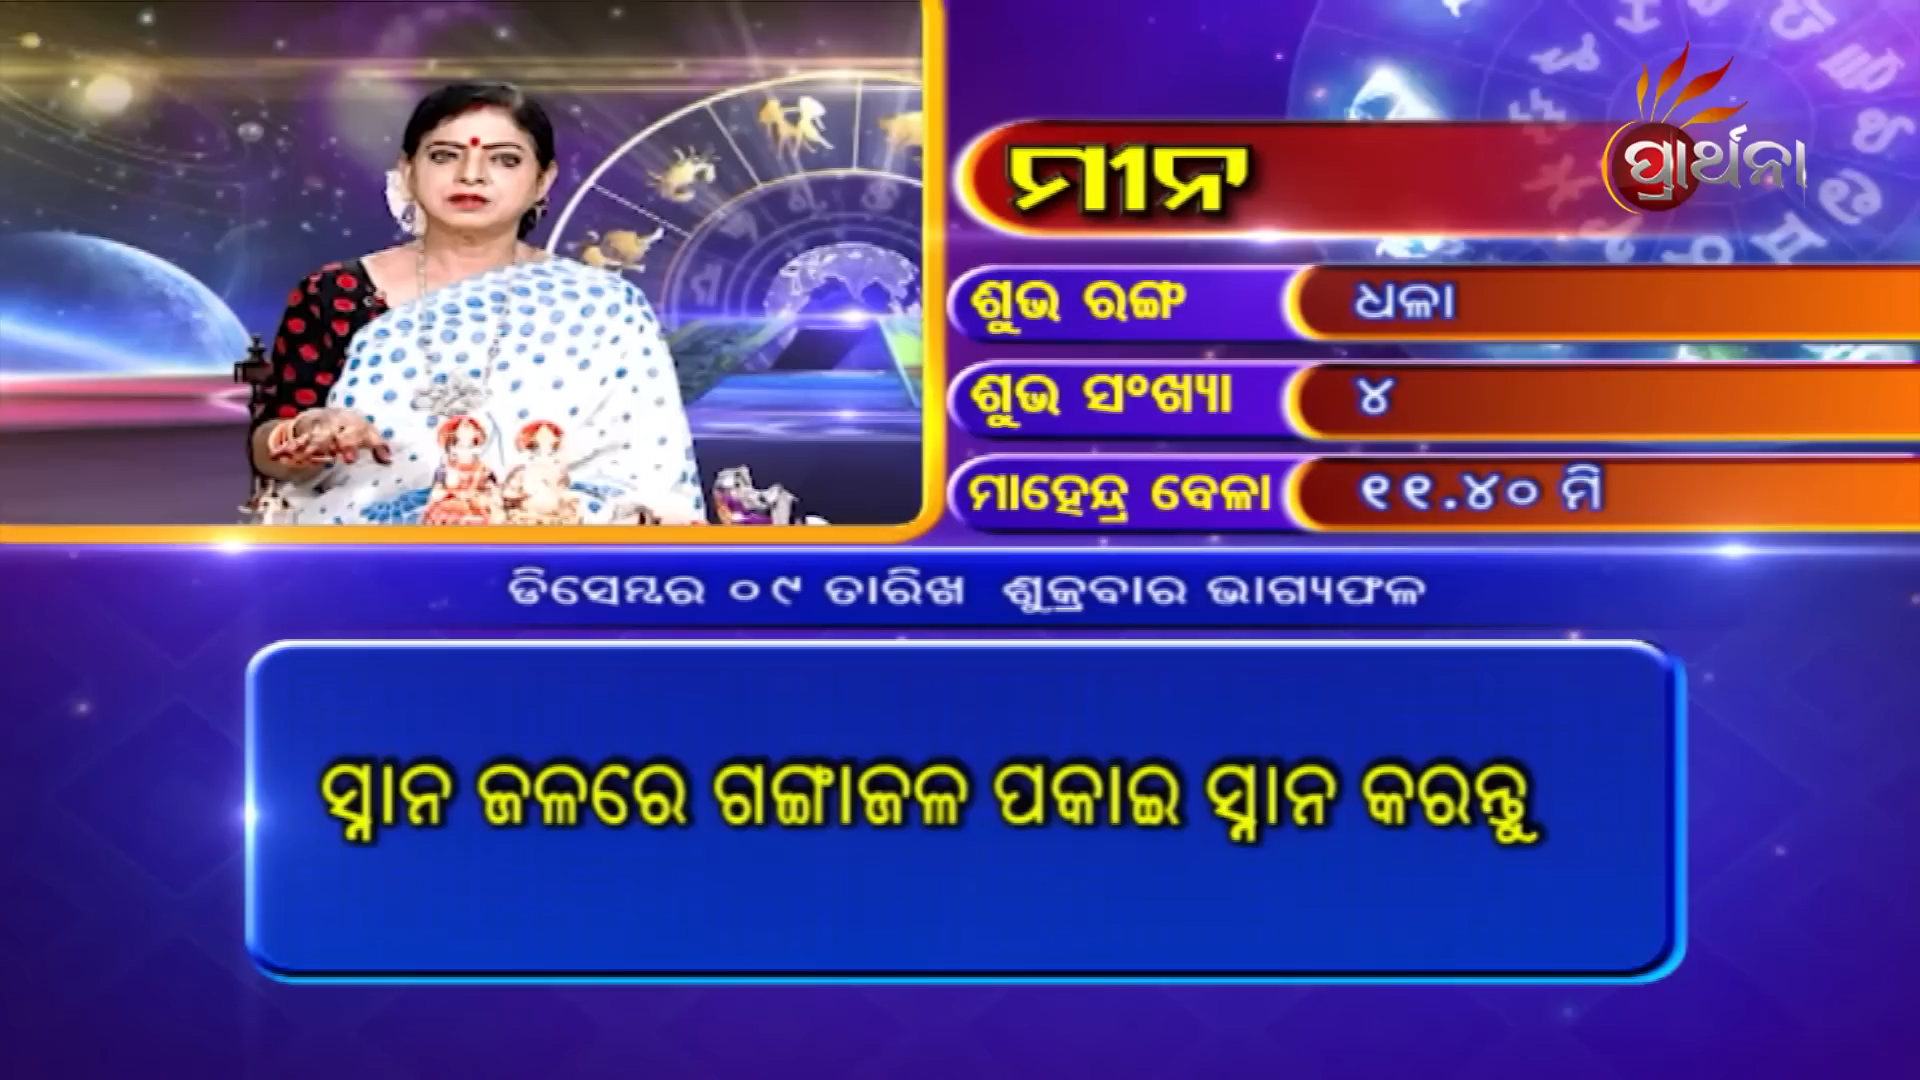 ମୀନ
ପ୍ରାର୍ଥନା
ଶୁଭ ରଙ୍ଗ ଧଳା
ଶୁଭ ସଂଖ୍ୟା ୪
ମାହେନ୍ଦ୍ର ବେଳା ୧୧.୪୦ ମି
ଡିସେମ୍ବର ୦୯ ତାରିଖ ଶୁକ୍ରବାର ଭାଗ୍ୟଫଳ
ସ୍ନାନ ଜଳରେ ଗଙ୍ଗାଜଳ ପକାଇ ସ୍ନାନ କରନ୍ତୁ